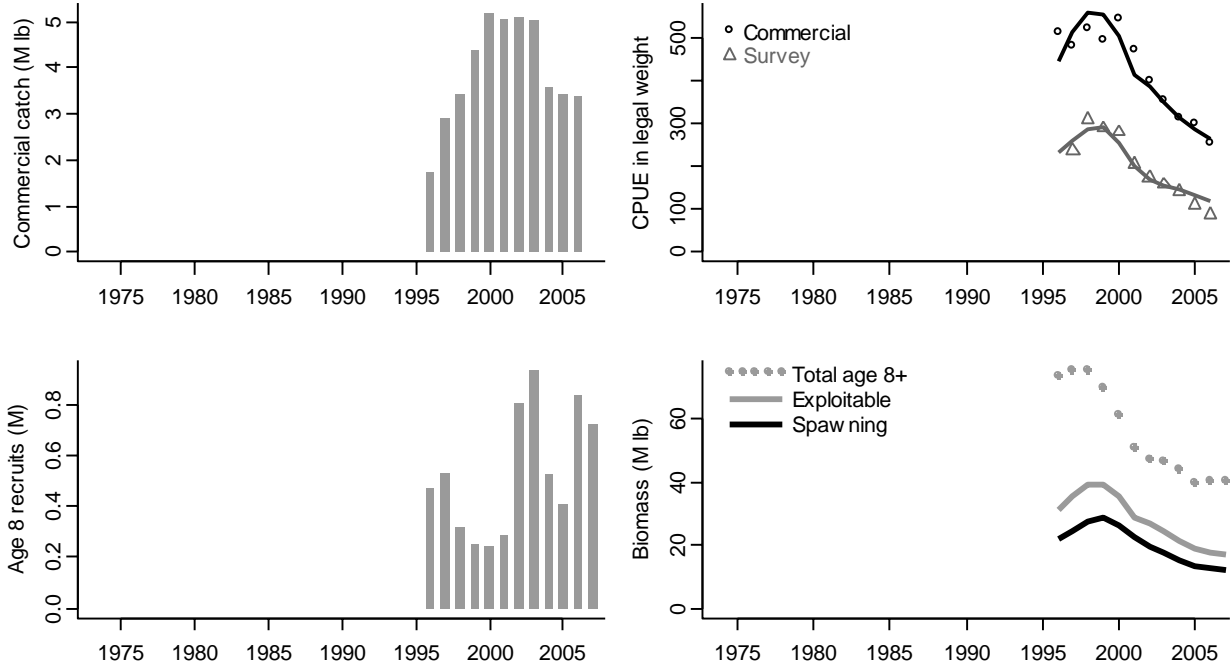 Commercial catch (M lb)
0 1 2 3 4 5
1975 1980 1985 1990 1995 2000 2005
CPUE in legal weight
0 100 300 500
Commercial
Survey
1975 1980 1985 1990 1995 2000 2005
Age 8 recruits (M)
0.0 0.2 0.4 0.6 0.8
1975 1980 1985 1990 1995 2000 2005
Biomass (M lb)
0 20 40 60
Total age 8+
Exploitable
Spawning
1975 1980 1985 1990 1995 2000 2005